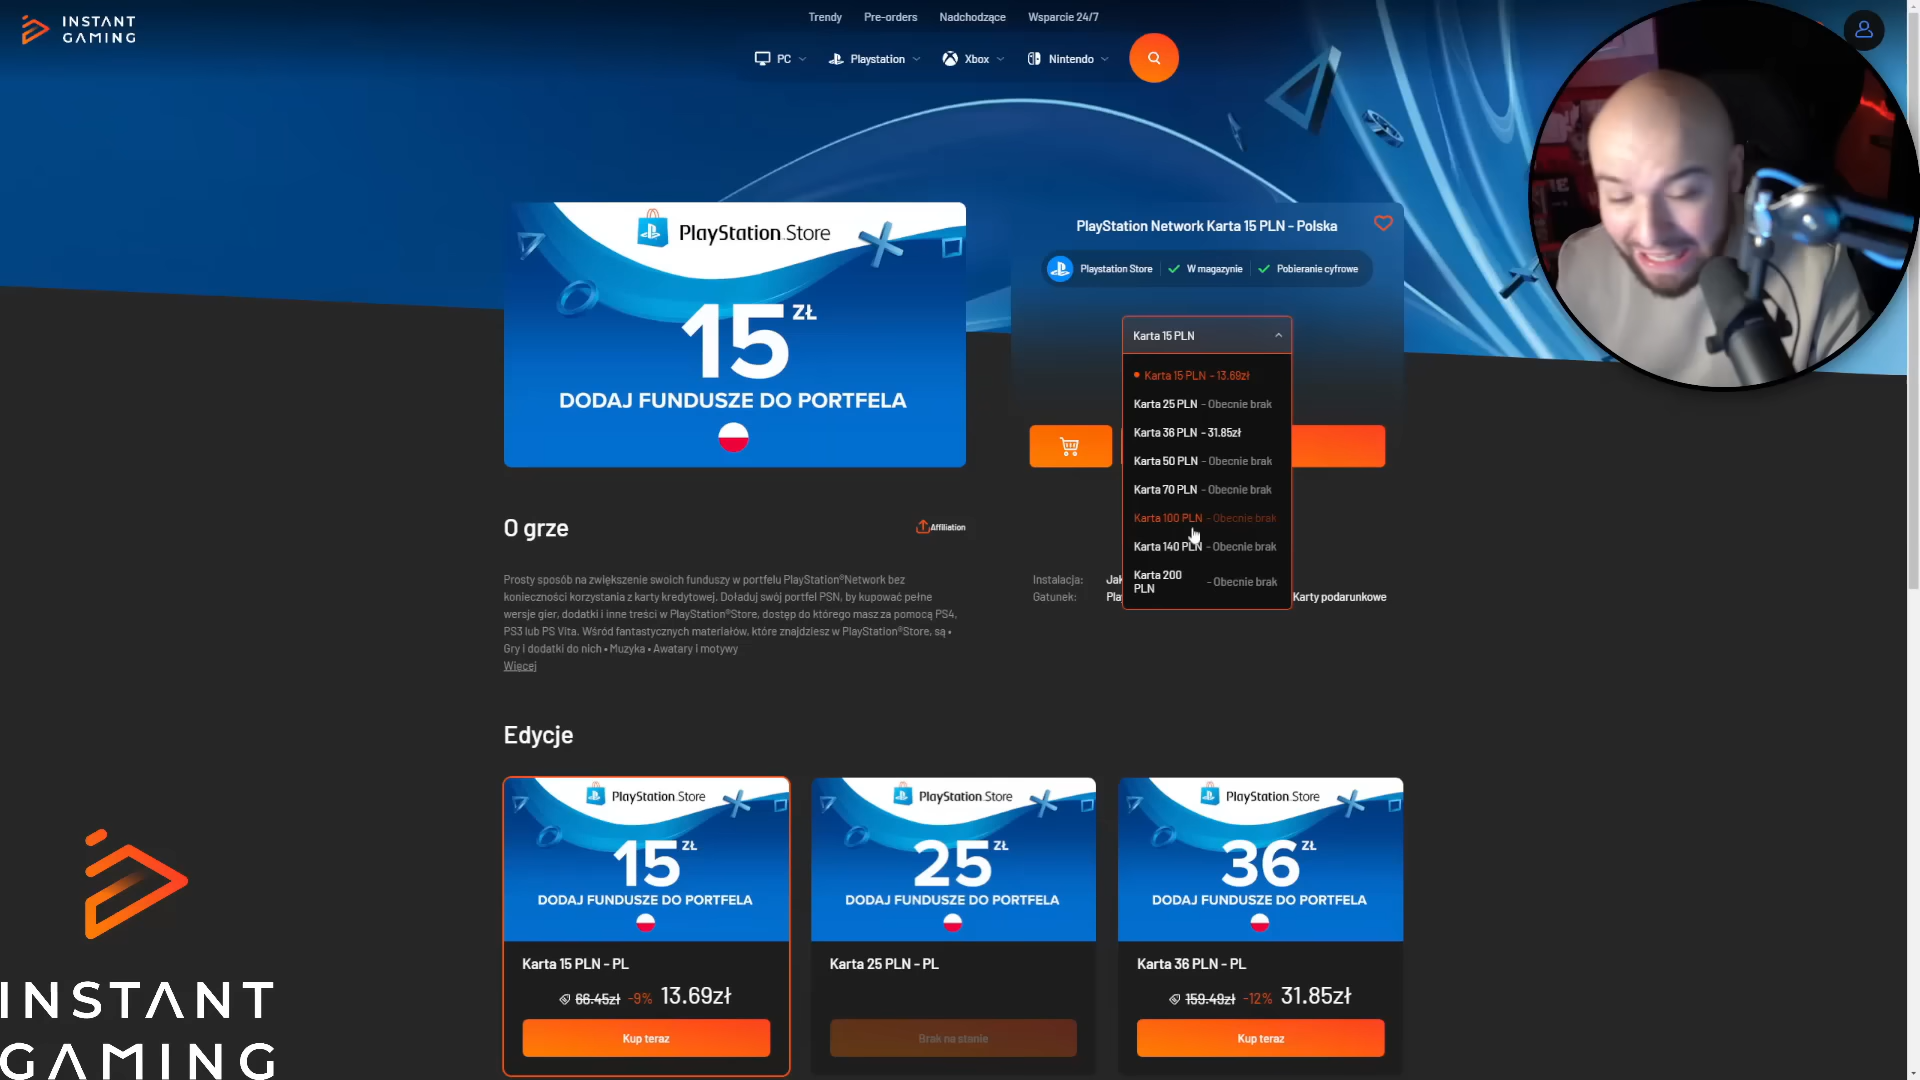 INSTANT
GAMING
Trendy
Pre-orders
Nadchodzące
Wsparcie 24/7
PC
Playstation
Xbox
Nintendo
PlayStation Store
15 ZŁ
DODAJ FUNDUSZE DO PORTFELA
PlayStation Network Karta 15 PLN - Polska
Playstation Store
W magazynie
Pobieranie cyfrowe
Karta 15 PLN
Karta 15 PLN - 13.69zł
Karta 25 PLN - Obecnie brak
Karta 36 PLN - 31.85zł
Karta 50 PLN - Obecnie brak
Karta 70 PLN - Obecnie brak
Karta 100 PLN - Obecnie brak
Karta 140 PLN - Obecnie brak
Karta 200 PLN - Obecnie brak
O grze
Affiliation
Prosty sposób na zwiększenie swoich funduszy w portfelu PlayStation®Network bez
konieczności korzystania z karty kredytowej. Doładuj swój portfel PSN, by kupować pełne
wersje gier, dodatki i inne treści w PlayStation®Store, dostęp do którego masz za pomocą PS4,
PS3 lub PS Vita. Wśród fantastycznych materiałów, które znajdziesz w PlayStation®Store, są •
Gry i dodatki do nich • Muzyka • Awatary i motywy
Więcej
Instalacja: Jak
Gatunek: Pla
Karty podarunkowe
Edycje
PlayStation Store
15 ZŁ
DODAJ FUNDUSZE DO PORTFELA
Karta 15 PLN - PL
66.45zł -9% 13.69zł
Kup teraz
PlayStation Store
25 ZŁ
DODAJ FUNDUSZE DO PORTFELA
Karta 25 PLN - PL
Brak na stanie
PlayStation Store
36 ZŁ
DODAJ FUNDUSZE DO PORTFELA
Karta 36 PLN - PL
159.49zł -12% 31.85zł
Kup teraz
INSTANT
GAMING